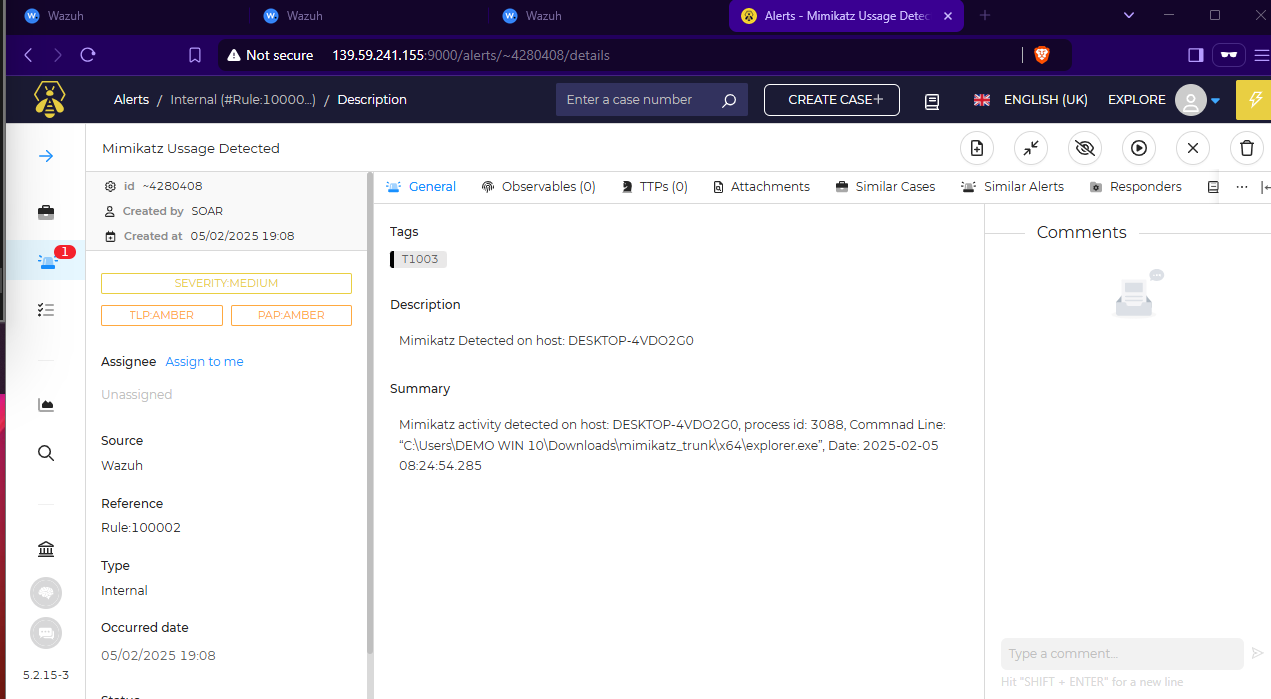 Wazuh
Wazuh
Wazuh
Alerts - Mimikatz Ussage Detec
Not secure 139.59.241.155:9000/alerts/~4280408/details
Alerts / Internal (#Rule:10000...) / Description
Enter a case number
CREATE CASE+
ENGLISH (UK)
EXPLORE
Mimikatz Ussage Detected
id ~4280408
Created by SOAR
Created at 05/02/2025 19:08
SEVERITY:MEDIUM
TLP:AMBER
PAP:AMBER
Assignee Assign to me
Unassigned
Source
Wazuh
Reference
Rule:100002
Type
Internal
Occurred date
05/02/2025 19:08
Status
1
5.2.15-3
General
Observables (0)
TTPs (0)
Attachments
Similar Cases
Similar Alerts
Responders
Tags
T1003
Description
Mimikatz Detected on host: DESKTOP-4VDO2G0
Summary
Mimikatz activity detected on host: DESKTOP-4VDO2G0, process id: 3088, Commnad Line:
“C:\Users\DEMO WIN 10\Downloads\mimikatz_trunk\x64\explorer.exe”, Date: 2025-02-05
08:24:54.285
Comments
Type a comment...
Hit "SHIFT + ENTER" for a new line